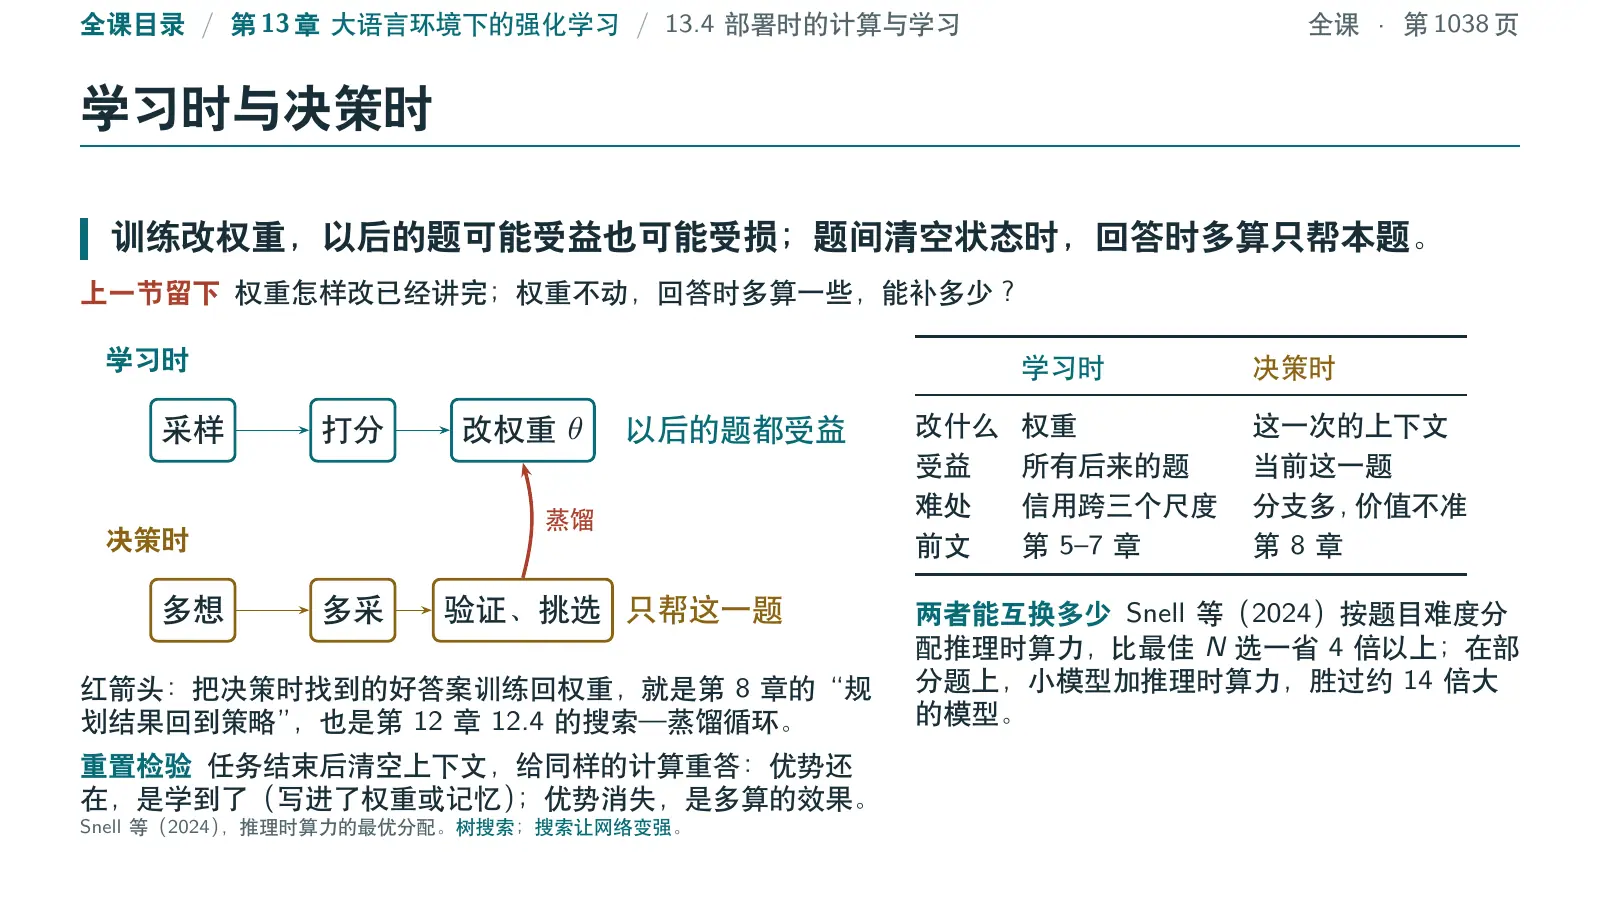 全课目录 / 第 13 章 大语言环境下的强化学习 / 13.4 部署时的计算与学习
全课 · 第 1038 页
学习时与决策时
训练改权重，以后的题可能受益也可能受损；题间清空状态时，回答时多算只帮本题。
上一节留下 权重怎样改已经讲完；权重不动，回答时多算一些，能补多少？
学习时
采样 打分 改权重 θ 以后的题都受益
蒸馏
决策时
多想 多采 验证、挑选 只帮这一题
红箭头：把决策时找到的好答案训练回权重，就是第 8 章的“规
划结果回到策略”，也是第 12 章 12.4 的搜索—蒸馏循环。
重置检验 任务结束后清空上下文，给同样的计算重答：优势还
在，是学到了（写进了权重或记忆）；优势消失，是多算的效果。
Snell 等（2024），推理时算力的最优分配。树搜索；搜索让网络变强。
学习时 决策时
改什么 权重 这一次的上下文
受益 所有后来的题 当前这一题
难处 信用跨三个尺度 分支多，价值不准
前文 第 5–7 章 第 8 章
两者能互换多少 Snell 等（2024）按题目难度分
配推理时算力，比最佳 N 选一省 4 倍以上；在部
分题上，小模型加推理时算力，胜过约 14 倍大
的模型。